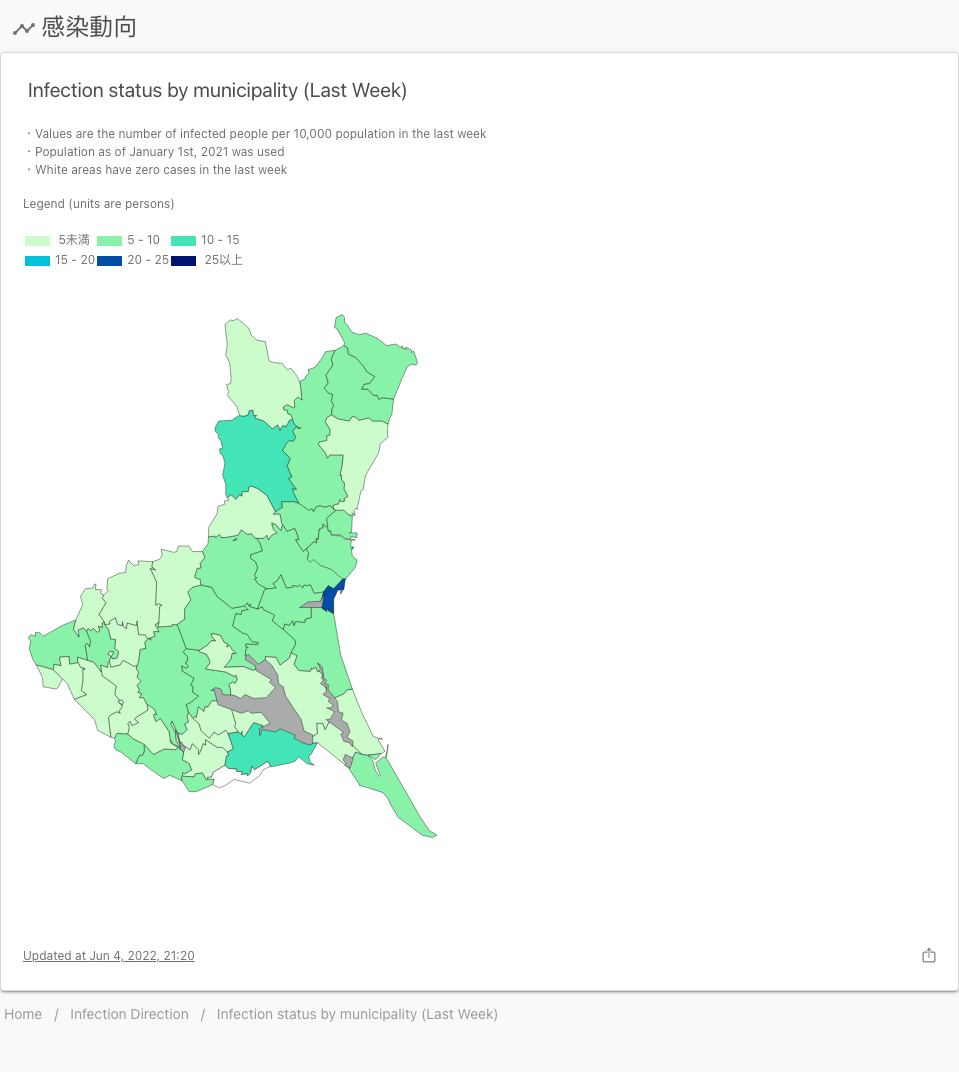 感染動向
Infection status by municipality (Last Week)
・Values are the number of infected people per 10,000 population in the last week
・Population as of January 1st, 2021 was used
・White areas have zero cases in the last week
Legend (units are persons)
5未満 5 - 10 10 - 15
15 - 20 20 - 25 25以上
Updated at Jun 4, 2022, 21:20
Home / Infection Direction / Infection status by municipality (Last Week)